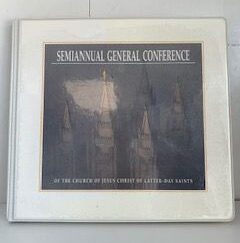 SEMIANNUAL GENERAL CONFERENCE
OF THE CHURCH OF JESUS CHRIST OF LATTER-DAY SAINTS